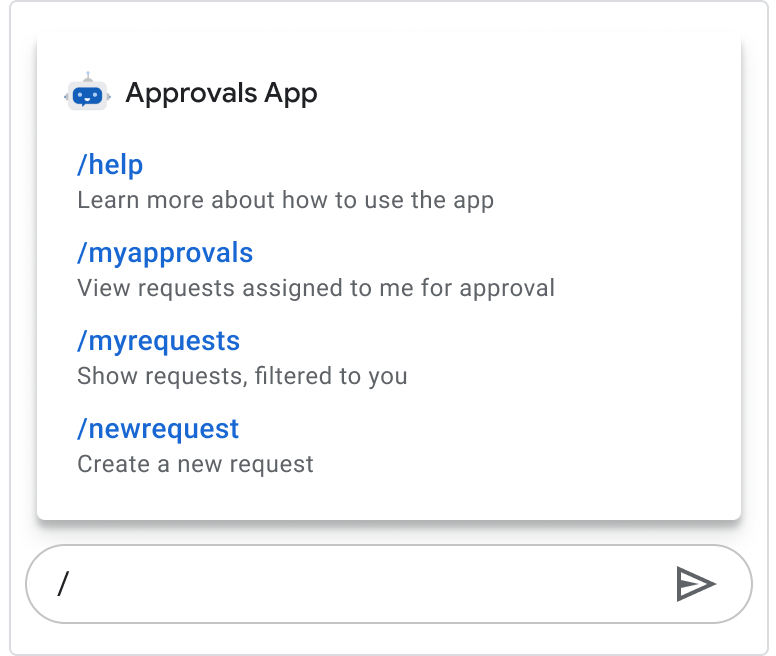 Approvals App
/help
Learn more about how to use the app
/myapprovals
View requests assigned to me for approval
/myrequests
Show requests, filtered to you
/newrequest
Create a new request
/